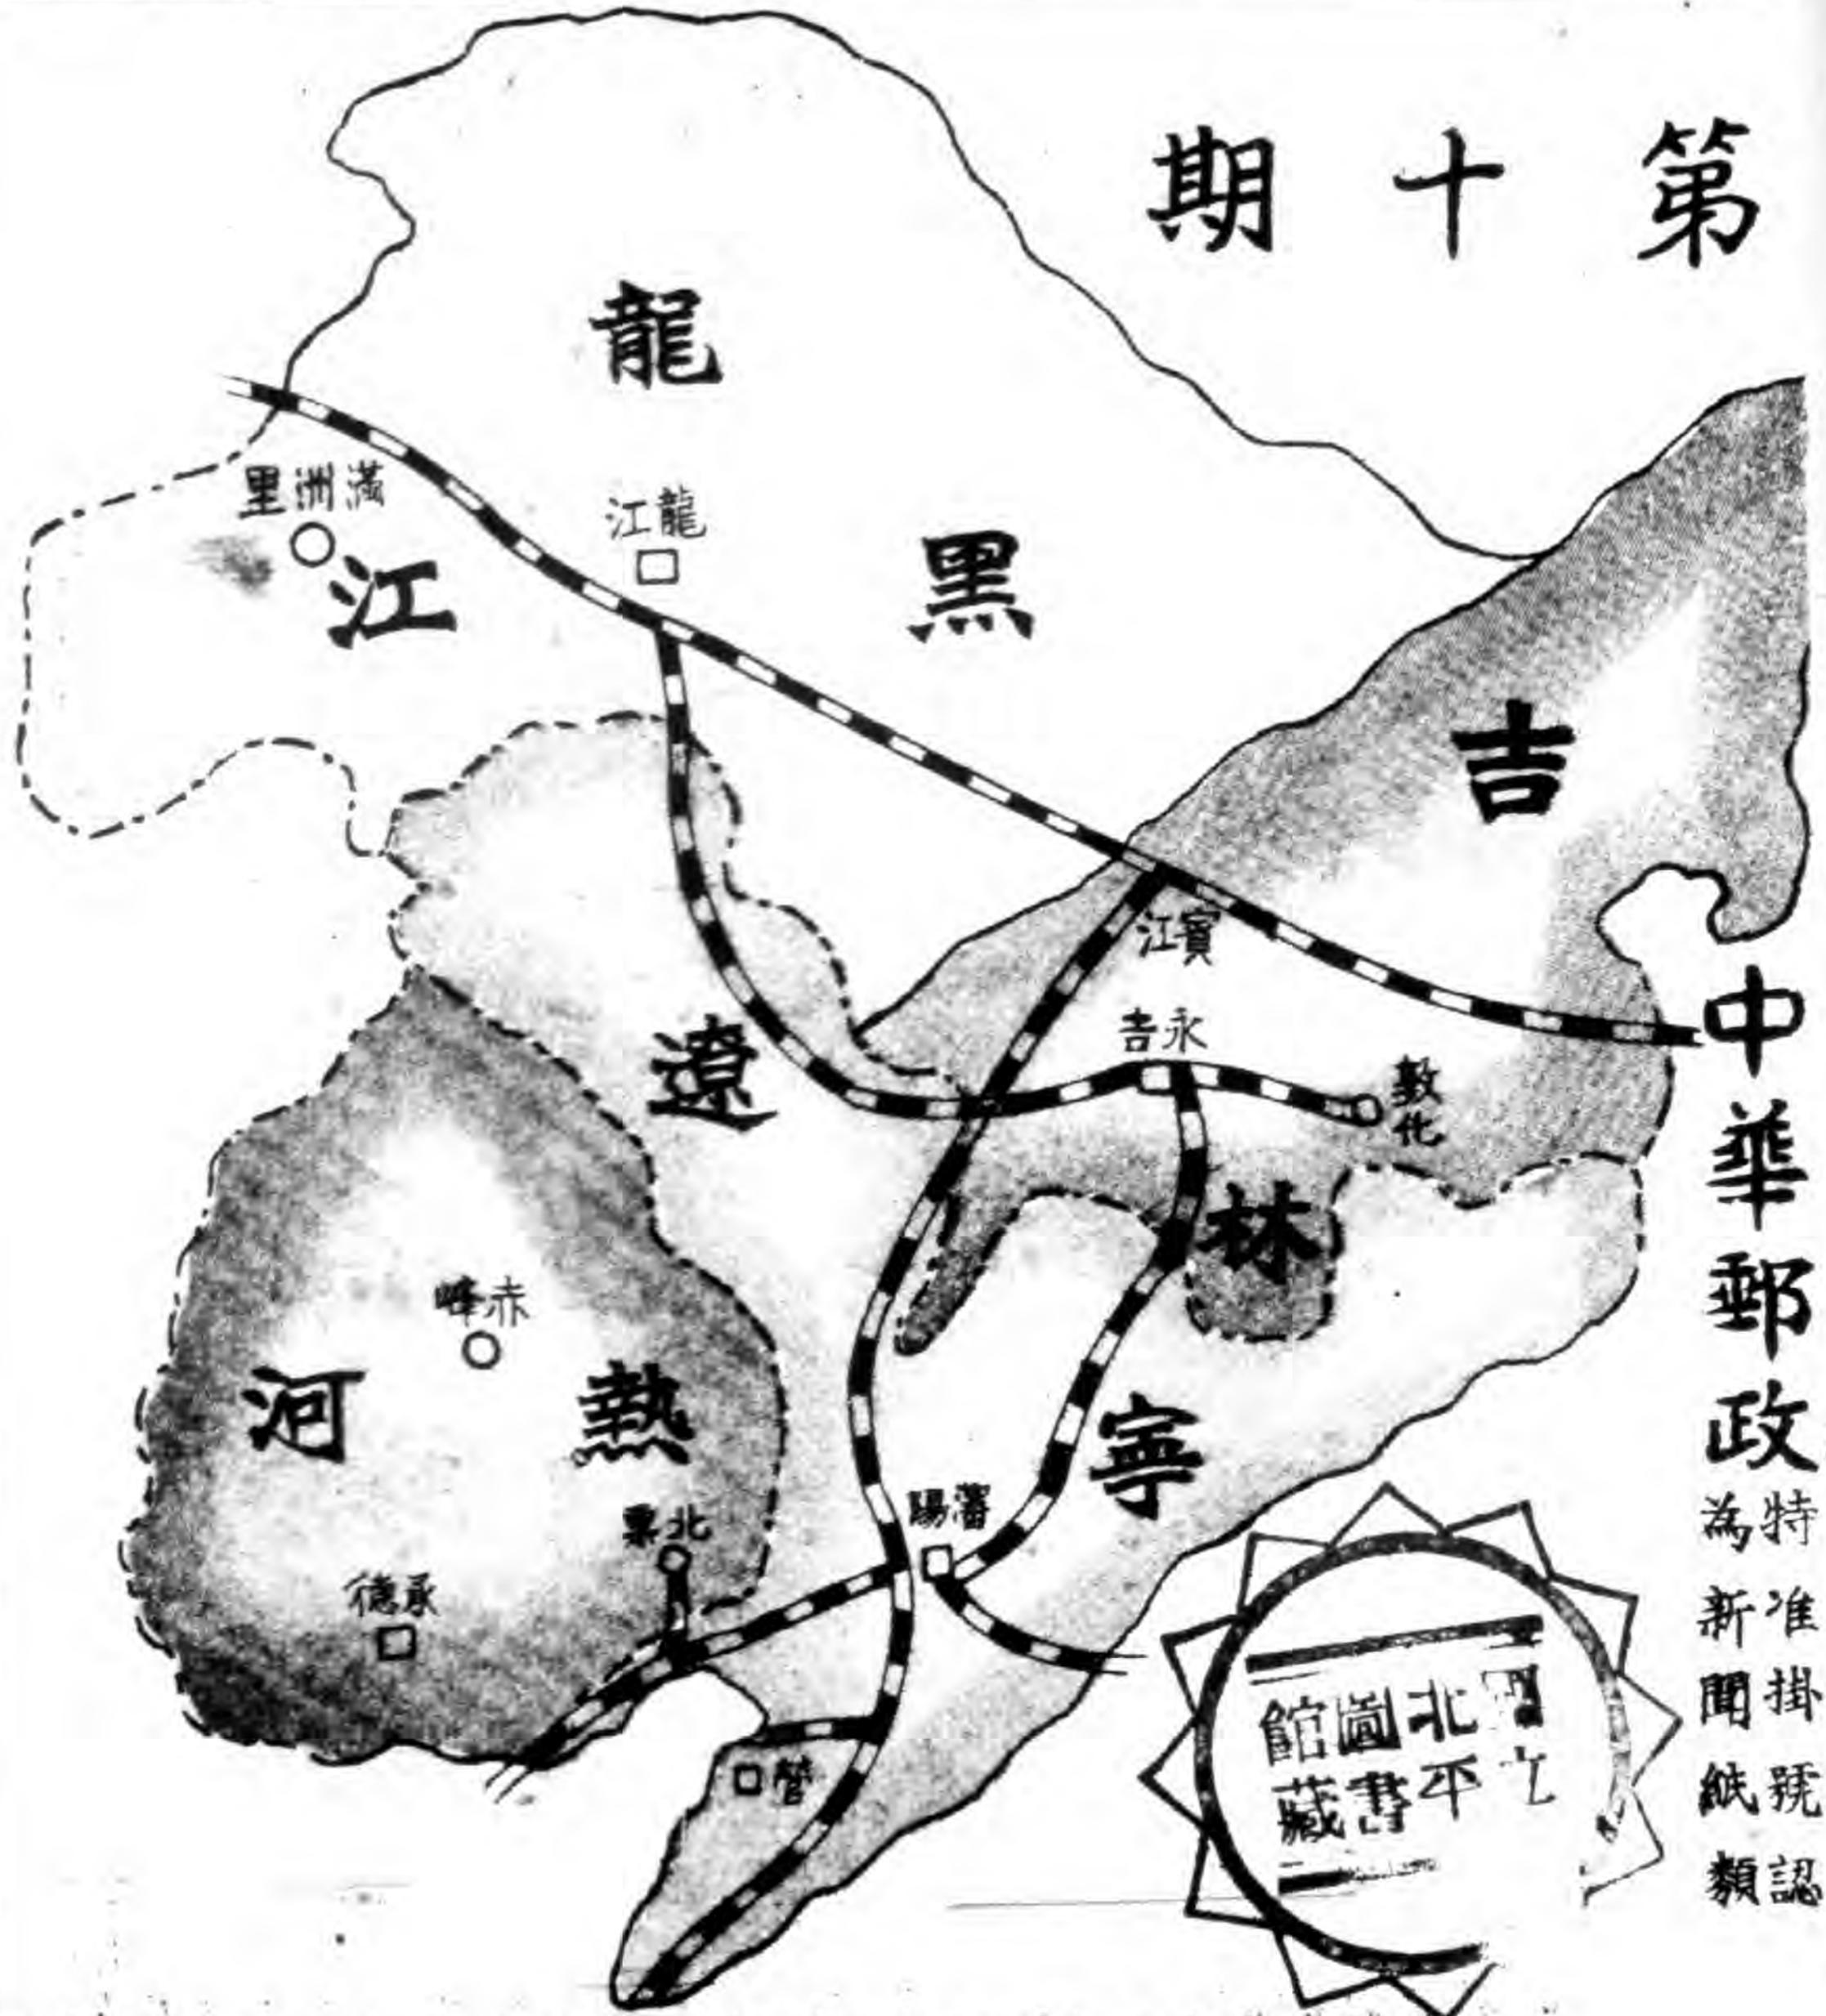 第十期
黑龍江
滿洲里
龍江
吉林
賓江
永吉
敦化
遼寧
瀋陽
營口
熱河
赤峰
北票
承德
中華郵政
特准掛號認
為新聞紙類
國立
北平
圖書
館藏